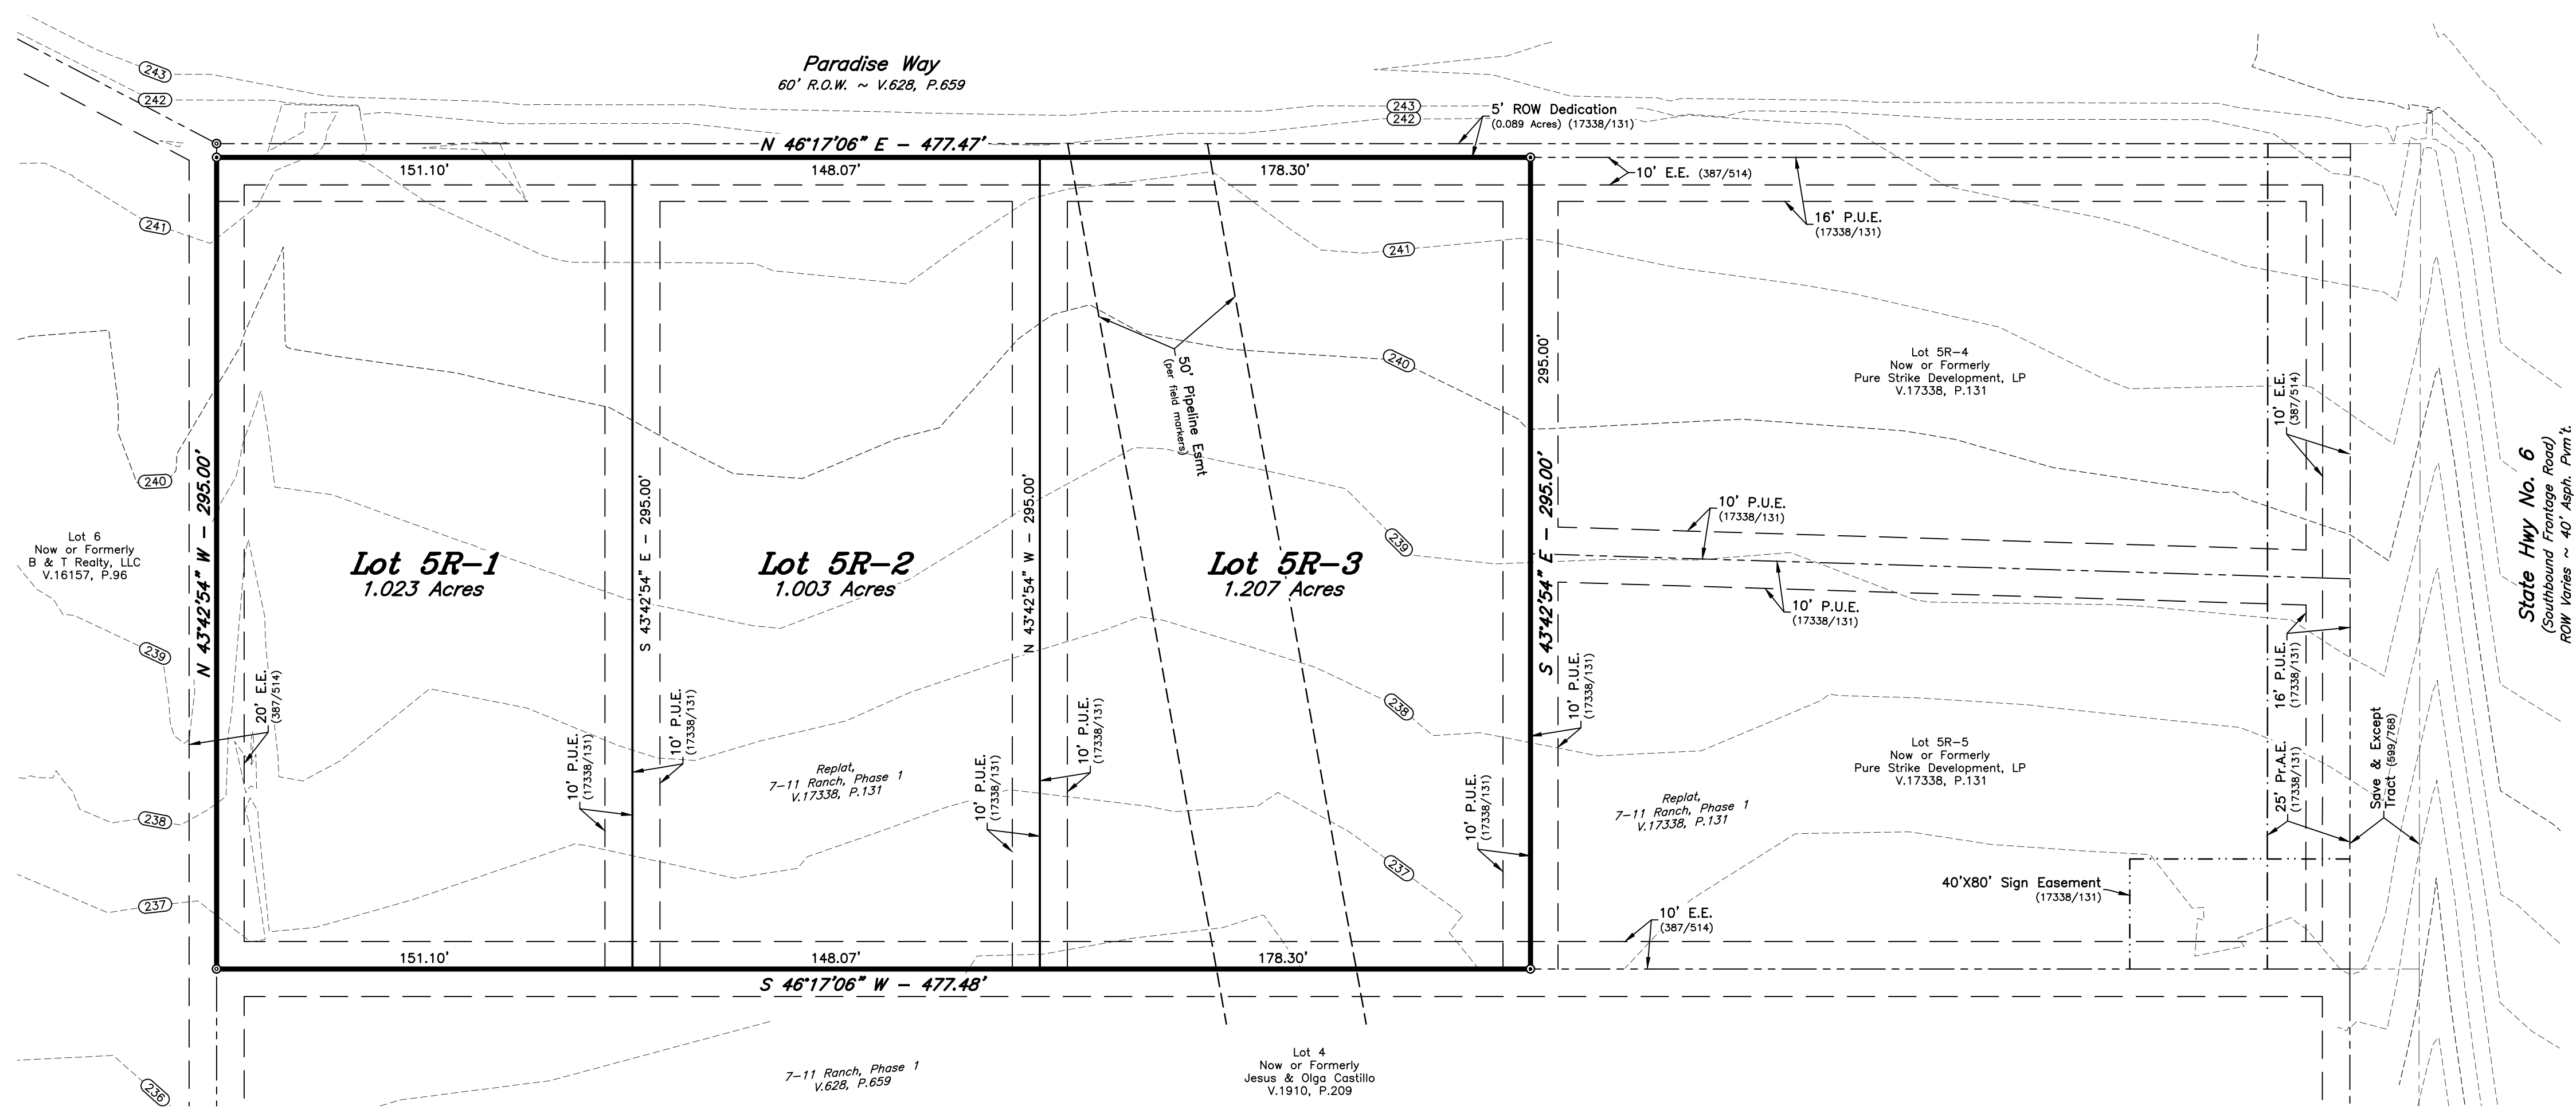 Paradise Way
60' R.O.W. ~ V.628, P.659
243
242
243
242
5' ROW Dedication
(0.089 Acres) (17338/131)
N 46°17'06" E - 477.47'
151.10'
148.07'
178.30'
10' E.E. (387/514)
16' P.U.E.
(17338/131)
241
241
240
240
50' Pipeline Esmt
(per field markers)
295.00'
Lot 5R-4
Now or Formerly
Pure Strike Development, LP
V.17338, P.131
10' E.E.
(387/514)
State Hwy No. 6
(Southbound Frontage Road)
ROW Varies ~ 40' Asph. Pvm't.
N 43°42'54" W - 295.00'
S 43°42'54" E - 295.00'
N 43°42'54" W - 295.00'
S 43°42'54" E - 295.00'
10' P.U.E.
(17338/131)
239
Lot 6
Now or Formerly
B & T Realty, LLC
V.16157, P.96
Lot 5R-1
1.023 Acres
Lot 5R-2
1.003 Acres
Lot 5R-3
1.207 Acres
10' P.U.E.
(17338/131)
239
20' E.E.
(387/514)
10' P.U.E.
(17338/131)
10' P.U.E.
(17338/131)
10' P.U.E.
(17338/131)
16' P.U.E.
(17338/131)
238
238
10' P.U.E.
(17338/131)
10' P.U.E.
(17338/131)
10' P.U.E.
(17338/131)
Replat,
7-11 Ranch, Phase 1
V.17338, P.131
Lot 5R-5
Now or Formerly
Pure Strike Development, LP
V.17338, P.131
Replat,
7-11 Ranch, Phase 1
V.17338, P.131
25' Pr.A.E.
(17338/131)
Save & Except
Tract (599/768)
237
237
40'X80' Sign Easement
(17338/131)
10' E.E.
(387/514)
151.10'
148.07'
178.30'
S 46°17'06" W - 477.48'
236
7-11 Ranch, Phase 1
V.628, P.659
Lot 4
Now or Formerly
Jesus & Olga Castillo
V.1910, P.209